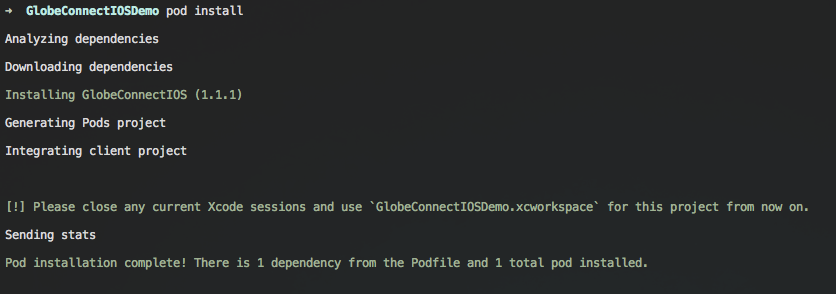 → GlobeConnectIOSDemo pod install
Analyzing dependencies
Downloading dependencies
Installing GlobeConnectIOS (1.1.1)
Generating Pods project
Integrating client project
[!] Please close any current Xcode sessions and use `GlobeConnectIOSDemo.xcworkspace` for this project from now on.
Sending stats
Pod installation complete! There is 1 dependency from the Podfile and 1 total pod installed.